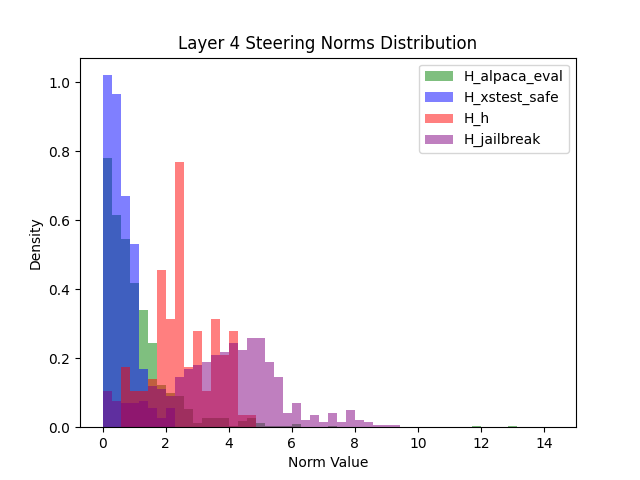 Layer 4 Steering Norms Distribution
H_alpaca_eval
H_xstest_safe
H_h
H_jailbreak
1.0
0.8
0.6
0.4
0.2
0.0
Density
0 2 4 6 8 10 12 14
Norm Value